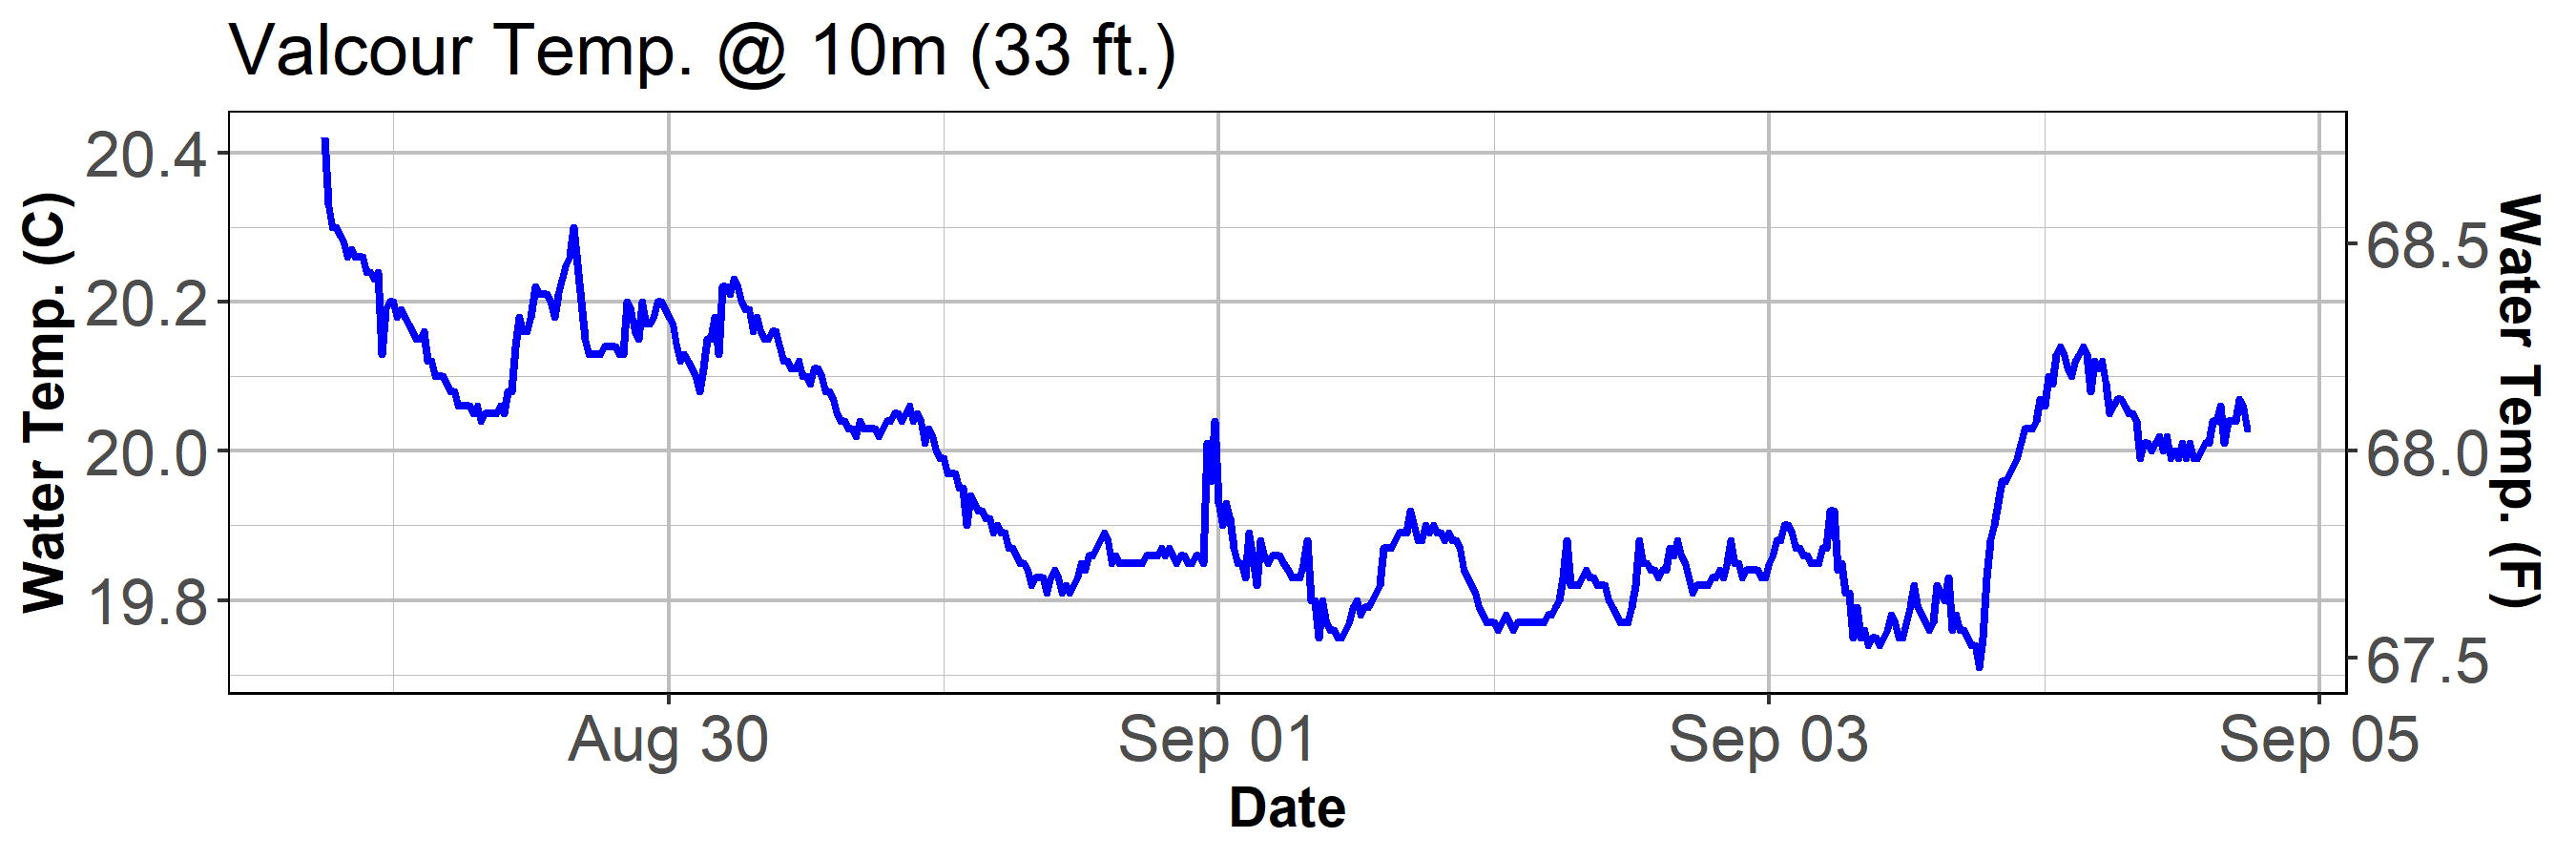 Valcour Temp. @ 10m (33 ft.)
Water Temp. (C)
20.4
20.2
20.0
19.8
68.5
68.0
67.5
Water Temp. (F)
Aug 30
Sep 01
Sep 03
Sep 05
Date